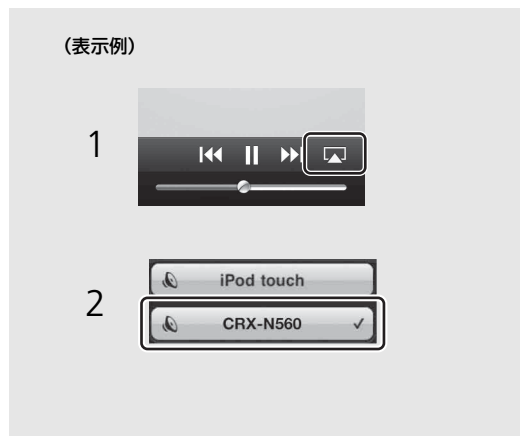 （表示例）
1
2
iPod touch
CRX-N560 ✓